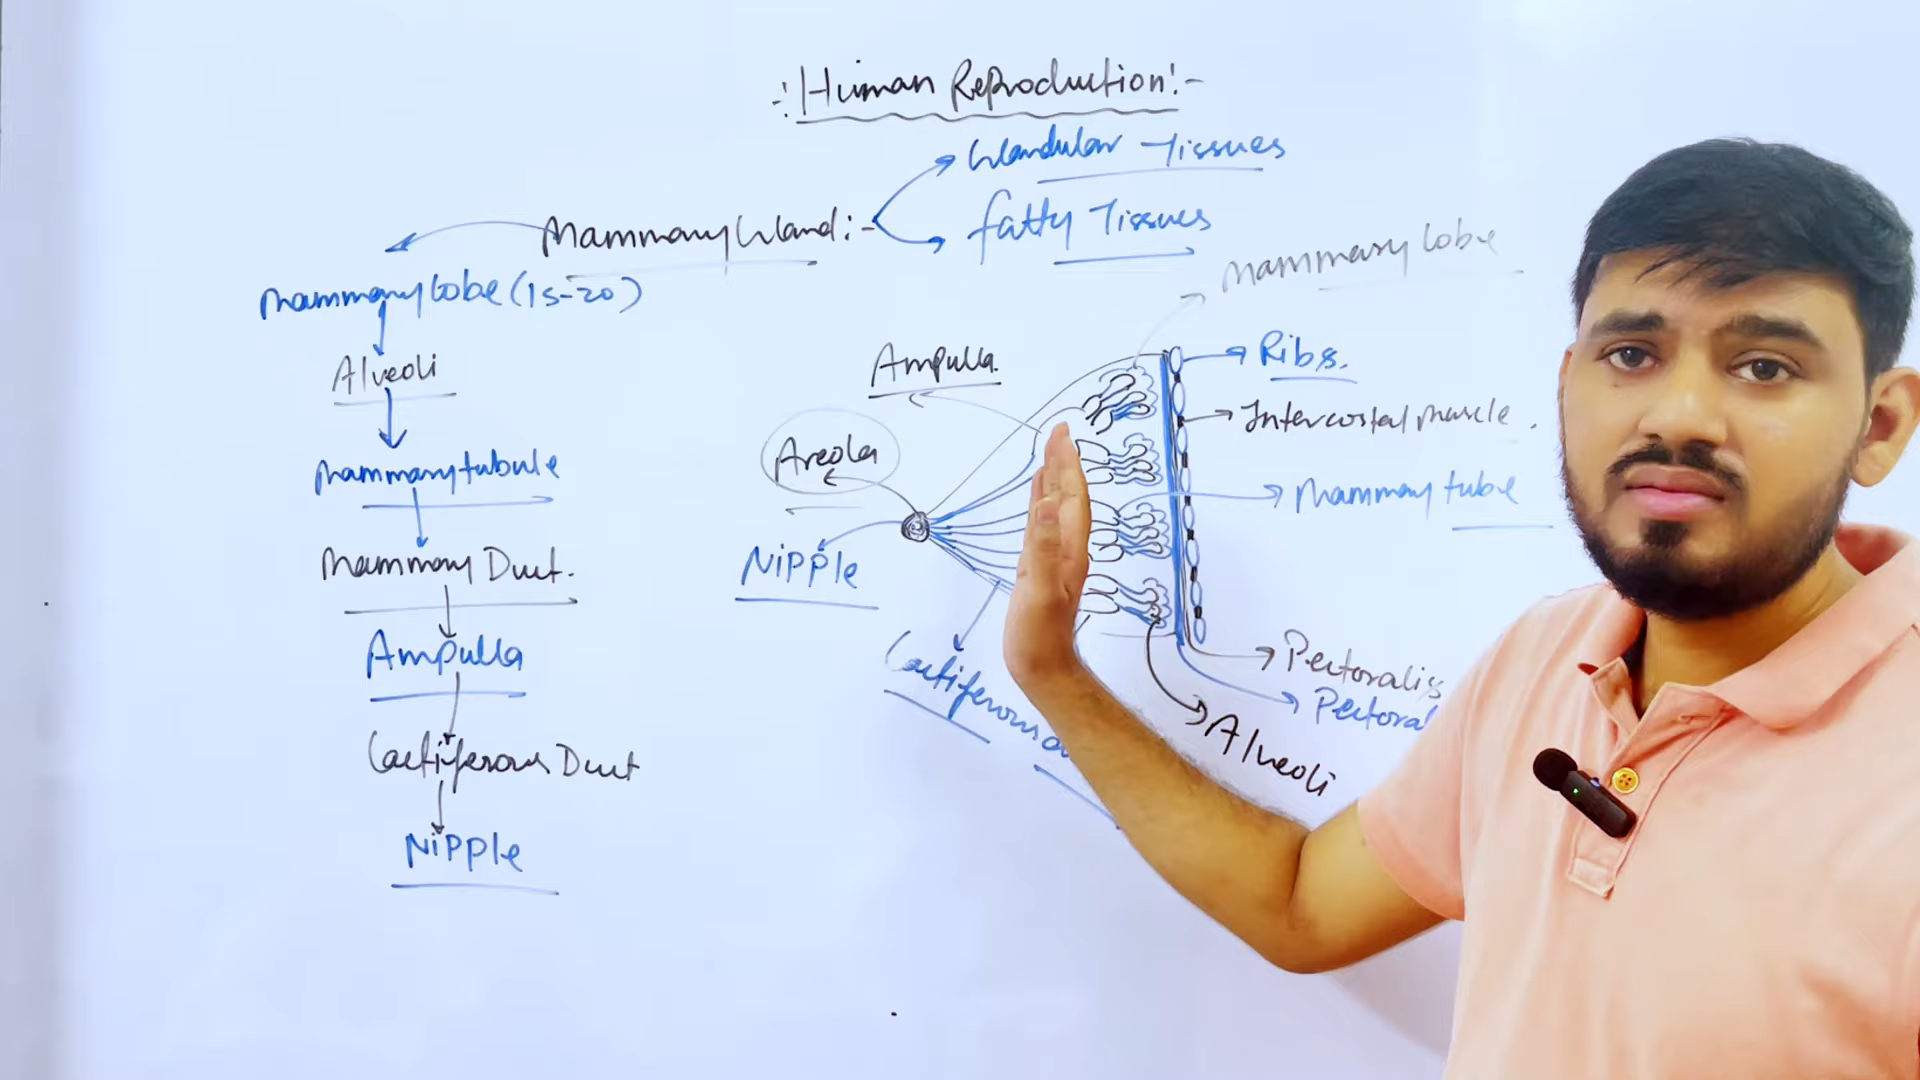 -:Human Reproduction:-
Glandular Tissues
Mammary Gland:-
fatty Tissues
Mammary lobe (15-20)
Alveoli
Mammary tubule
Mammary Duct.
Ampulla
Lactiferous Duct
Nipple
Mammary lobe
Ampulla
Ribs.
Areola
Intercostal muscle.
Mammary tube
Nipple
Lactiferous
Pectoralis
Pectoral
Alveoli